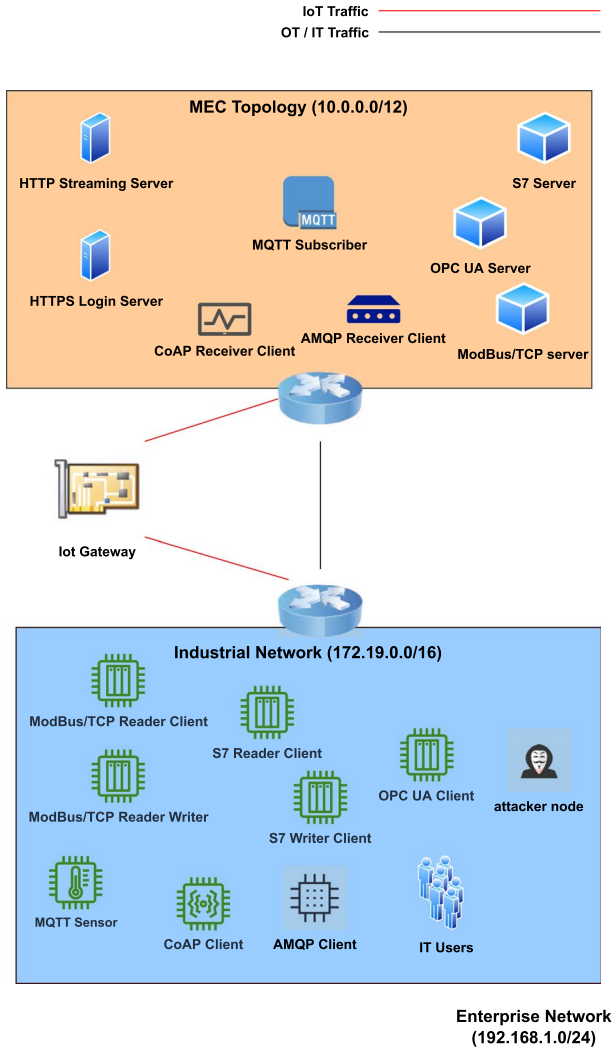 IoT Traffic
OT / IT Traffic
MEC Topology (10.0.0.0/12)
HTTP Streaming Server
S7 Server
MQTT
MQTT Subscriber
OPC UA Server
HTTPS Login Server
AMQP Receiver Client
CoAP Receiver Client
ModBus/TCP server
Iot Gateway
Industrial Network (172.19.0.0/16)
ModBus/TCP Reader Client
S7 Reader Client
OPC UA Client
attacker node
ModBus/TCP Reader Writer
S7 Writer Client
MQTT Sensor
CoAP Client
AMQP Client
IT Users
Enterprise Network
(192.168.1.0/24)